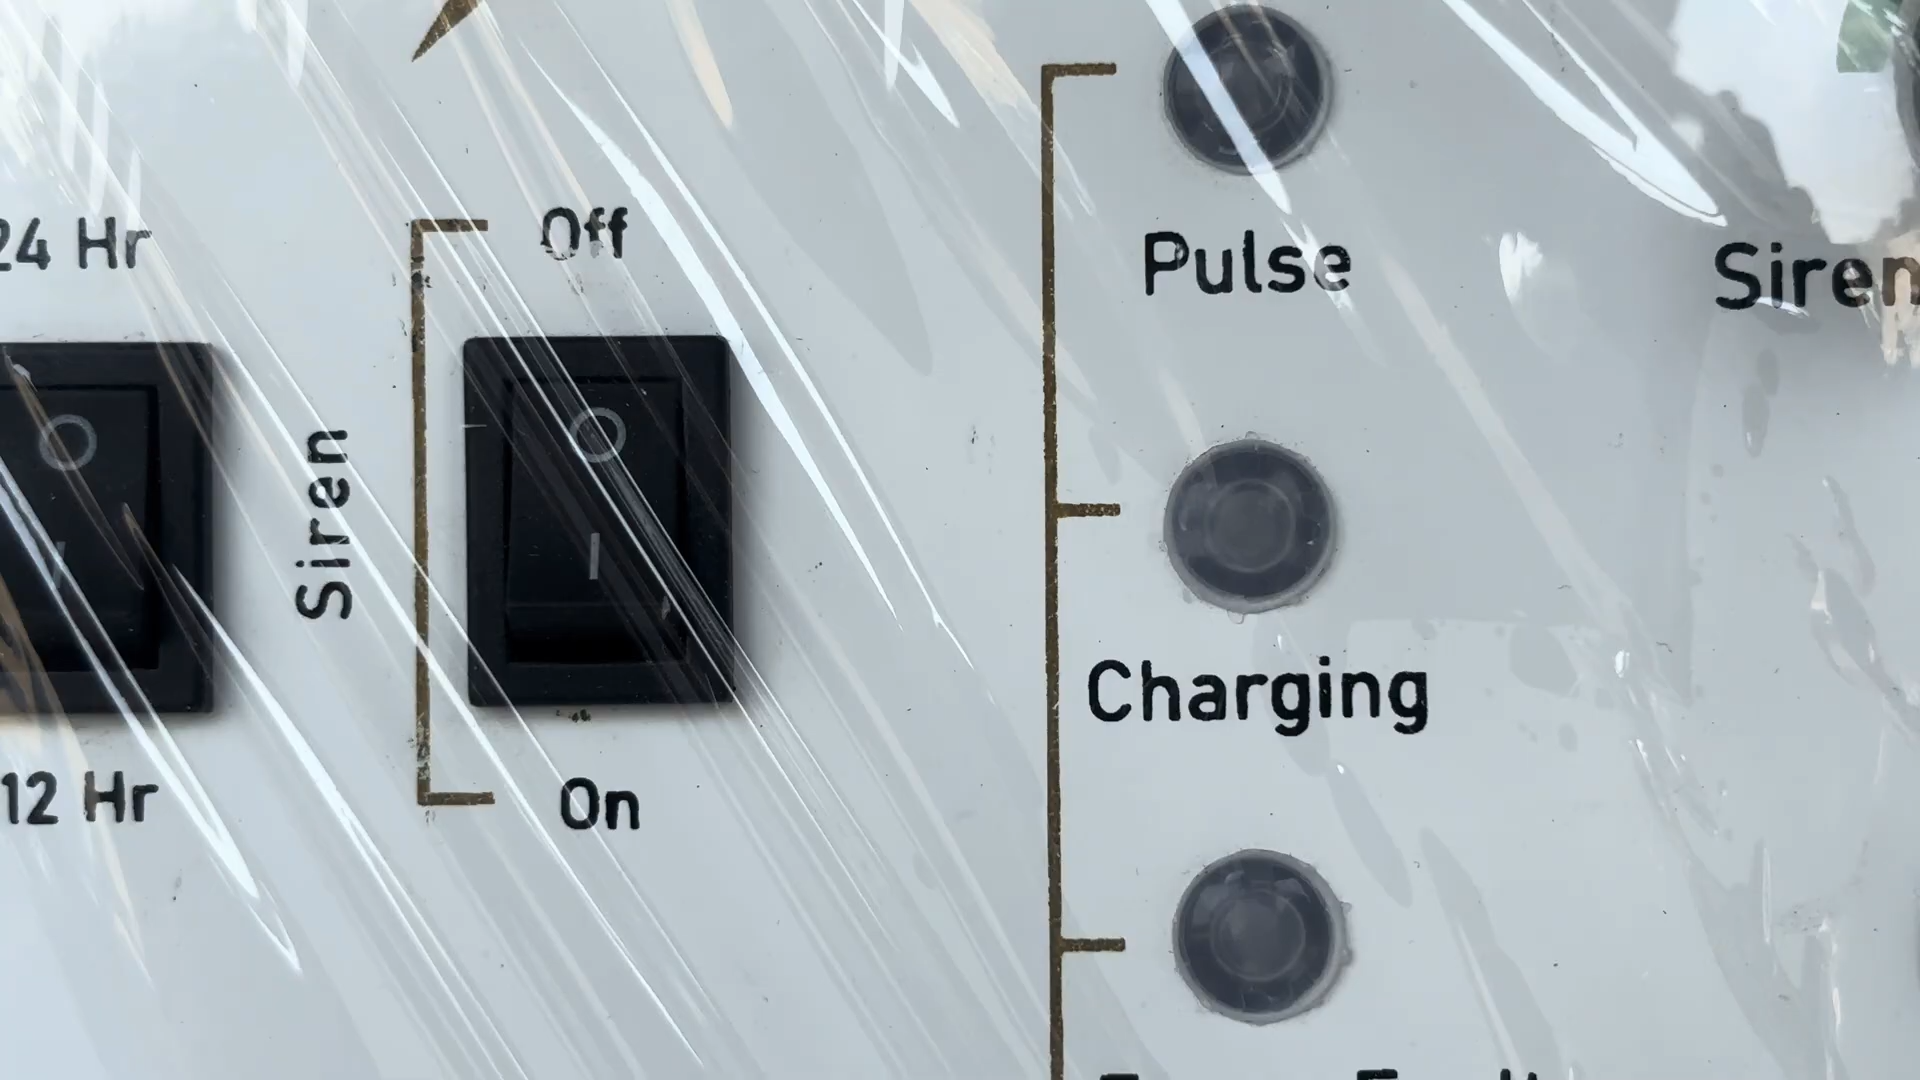 24 Hr
12 Hr
Siren
Off
On
Pulse
Charging
Siren